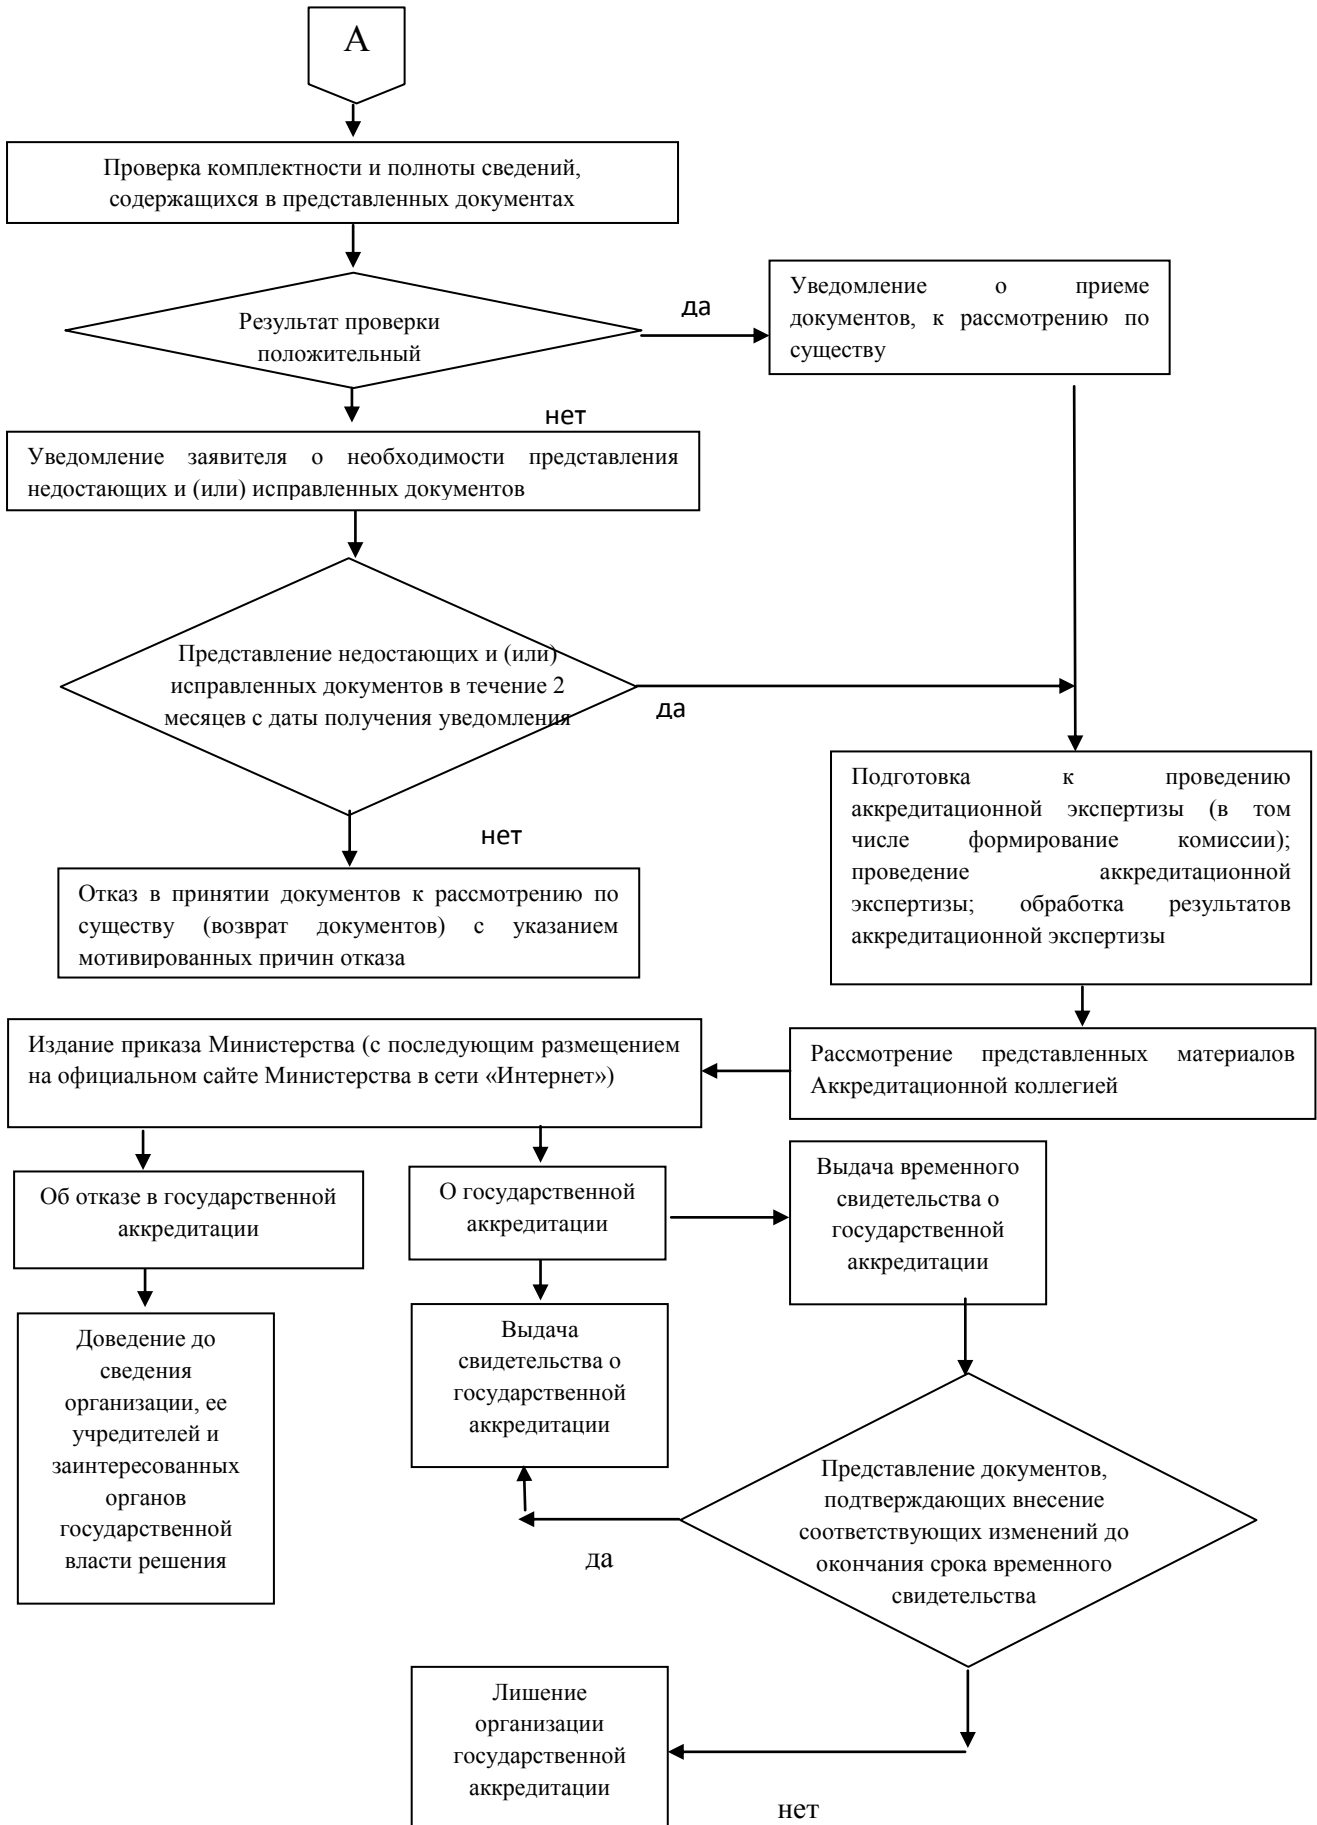 А
Проверка комплектности и полноты сведений,
содержащихся в представленных документах
Результат проверки
положительный
да
Уведомление о приеме
документов, к рассмотрению по
существу
нет
Уведомление заявителя о необходимости представления
недостающих и (или) исправленных документов
Представление недостающих и (или)
исправленных документов в течение 2
месяцев с даты получения уведомления
да
нет
Подготовка к проведению
аккредитационной экспертизы (в том
числе формирование комиссии);
проведение аккредитационной
экспертизы; обработка результатов
аккредитационной экспертизы
Отказ в принятии документов к рассмотрению по
существу (возврат документов) с указанием
мотивированных причин отказа
Издание приказа Министерства (с последующим размещением
на официальном сайте Министерства в сети «Интернет»)
Рассмотрение представленных материалов
Аккредитационной коллегией
Об отказе в государственной
аккредитации
О государственной
аккредитации
Выдача временного
свидетельства о
государственной
аккредитации
Доведение до
сведения
организации, ее
учредителей и
заинтересованных
органов
государственной
власти решения
Выдача
свидетельства о
государственной
аккредитации
Представление документов,
подтверждающих внесение
соответствующих изменений до
окончания срока временного
свидетельства
да
Лишение
организации
государственной
аккредитации
нет